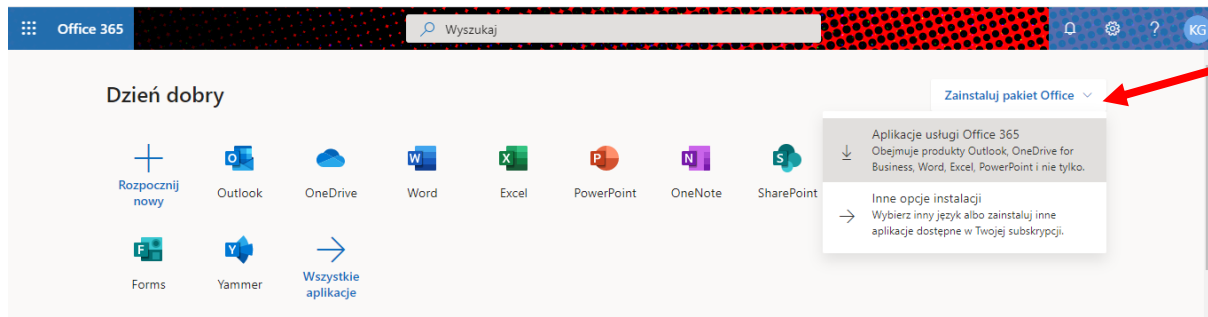 Office 365
Wyszukaj
?
KG
Dzień dobry
Zainstaluj pakiet Office
Aplikacje usługi Office 365
Obejmuje produkty Outlook, OneDrive for
Business, Word, Excel, PowerPoint i nie tylko.
Inne opcje instalacji
Wybierz inny język albo zainstaluj inne
aplikacje dostępne w Twojej subskrypcji.
Rozpocznij
nowy
Outlook
OneDrive
Word
Excel
PowerPoint
OneNote
SharePoint
Forms
Yammer
Wszystkie
aplikacje